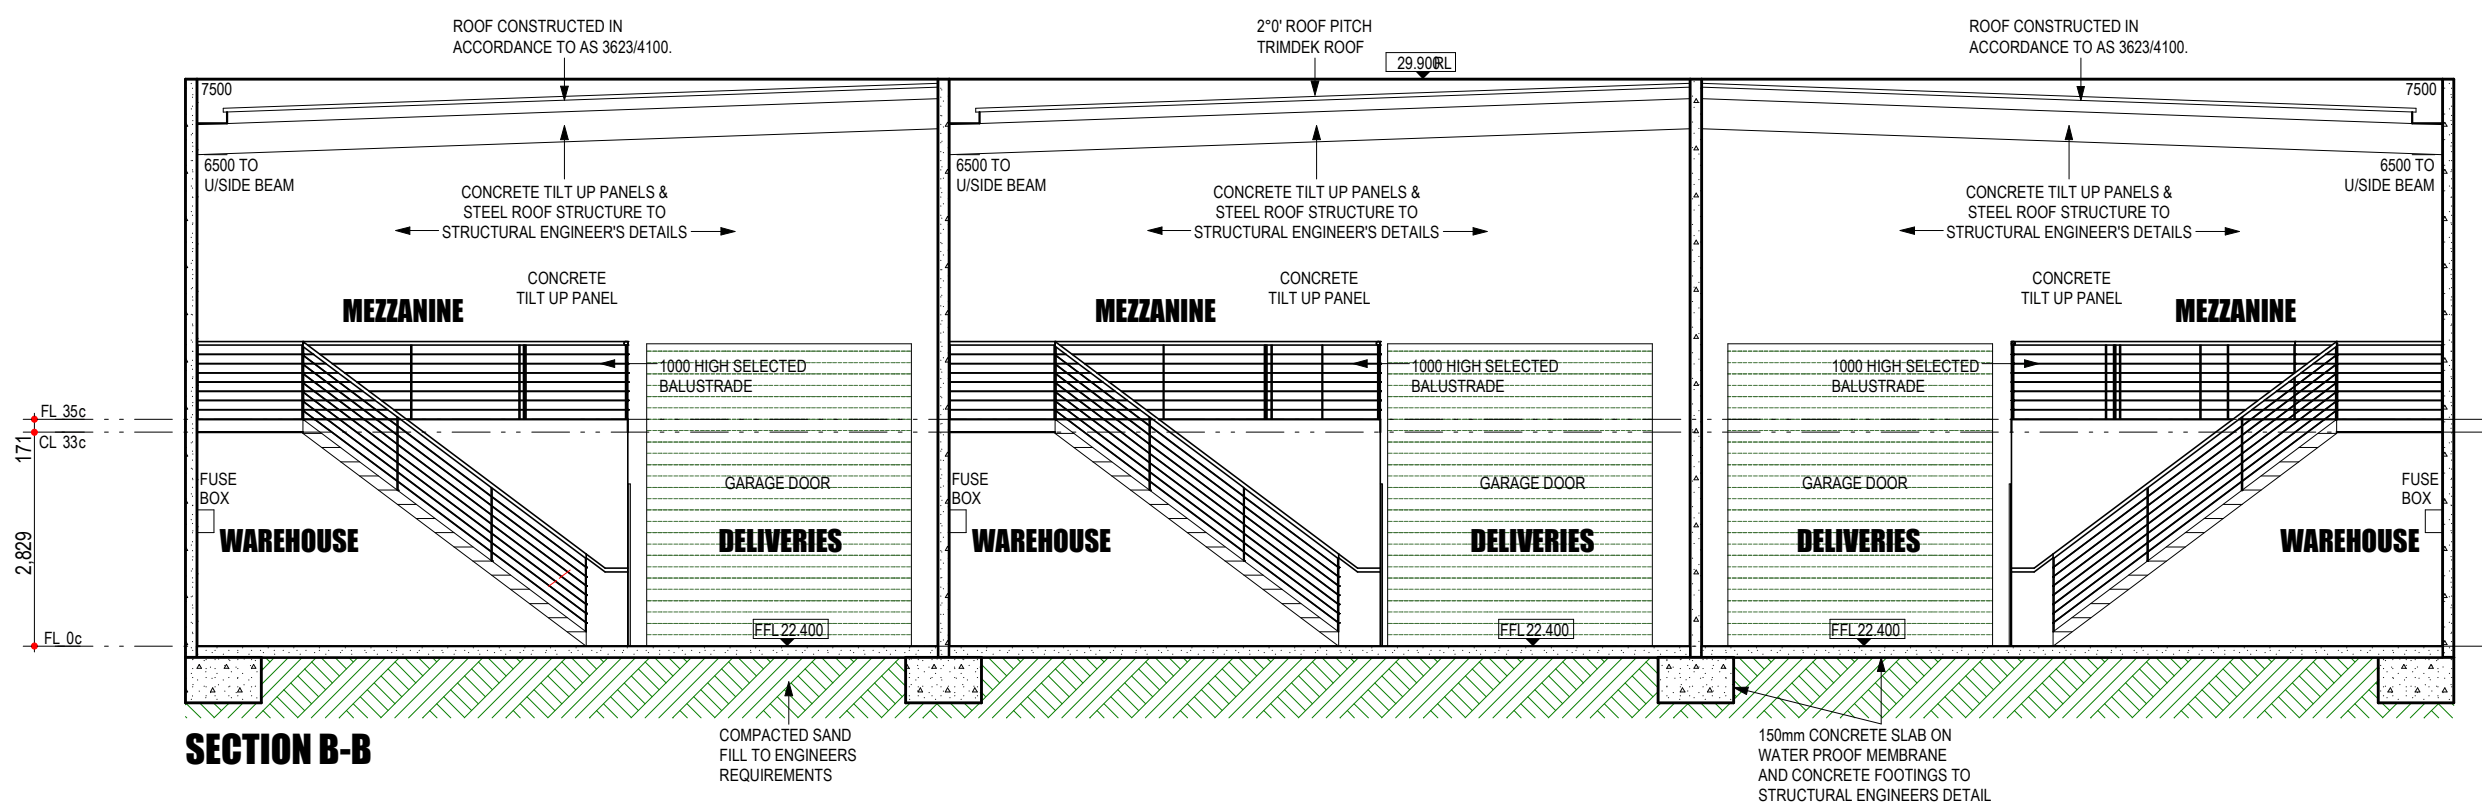 ROOF CONSTRUCTED IN
ACCORDANCE TO AS 3623/4100.
2°0' ROOF PITCH
TRIMDEK ROOF
29.900RL
ROOF CONSTRUCTED IN
ACCORDANCE TO AS 3623/4100.
7500
7500
6500 TO
U/SIDE BEAM
6500 TO
U/SIDE BEAM
6500 TO
U/SIDE BEAM
CONCRETE TILT UP PANELS &
STEEL ROOF STRUCTURE TO
STRUCTURAL ENGINEER'S DETAILS
CONCRETE TILT UP PANELS &
STEEL ROOF STRUCTURE TO
STRUCTURAL ENGINEER'S DETAILS
CONCRETE TILT UP PANELS &
STEEL ROOF STRUCTURE TO
STRUCTURAL ENGINEER'S DETAILS
CONCRETE
TILT UP PANEL
CONCRETE
TILT UP PANEL
CONCRETE
TILT UP PANEL
MEZZANINE
MEZZANINE
MEZZANINE
1000 HIGH SELECTED
BALUSTRADE
1000 HIGH SELECTED
BALUSTRADE
1000 HIGH SELECTED
BALUSTRADE
FL 35c
171
CL 33c
2,829
FL 0c
FUSE
BOX
GARAGE DOOR
FUSE
BOX
GARAGE DOOR
GARAGE DOOR
FUSE
BOX
WAREHOUSE
DELIVERIES
WAREHOUSE
DELIVERIES
DELIVERIES
WAREHOUSE
FFL 22.400
FFL 22.400
FFL 22.400
SECTION B-B
COMPACTED SAND
FILL TO ENGINEERS
REQUIREMENTS
150mm CONCRETE SLAB ON
WATER PROOF MEMBRANE
AND CONCRETE FOOTINGS TO
STRUCTURAL ENGINEERS DETAIL